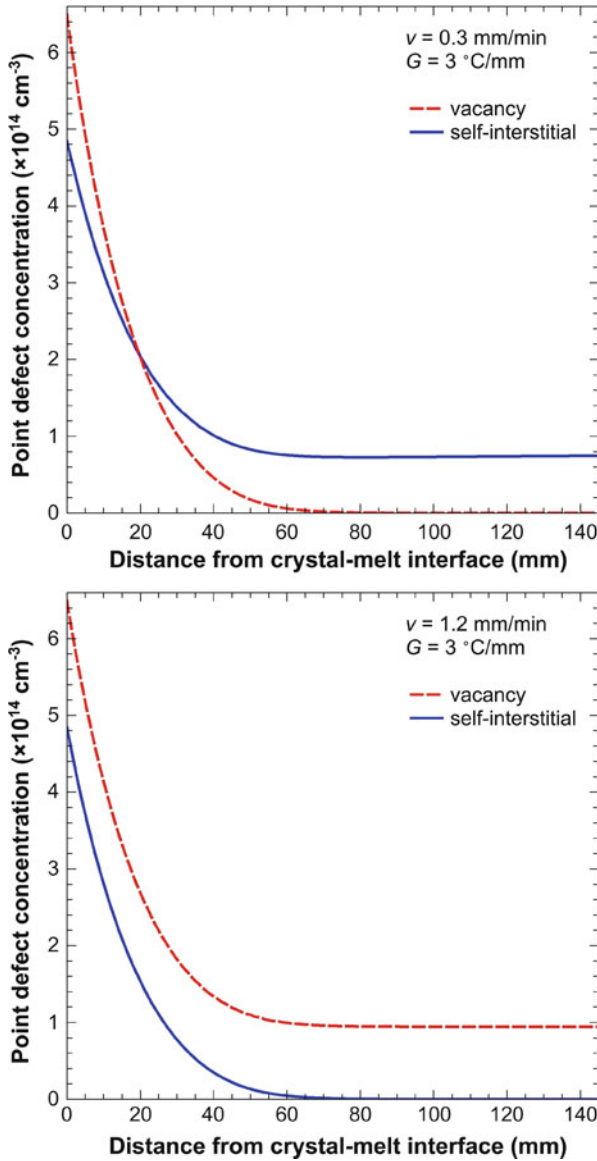 v = 0.3 mm/min
G = 3 °C/mm
vacancy
self-interstitial
Point defect concentration (×10¹⁴ cm⁻³)
6
5
4
3
2
1
0
0 20 40 60 80 100 120 140
Distance from crystal-melt interface (mm)
v = 1.2 mm/min
G = 3 °C/mm
vacancy
self-interstitial
Point defect concentration (×10¹⁴ cm⁻³)
6
5
4
3
2
1
0
0 20 40 60 80 100 120 140
Distance from crystal-melt interface (mm)